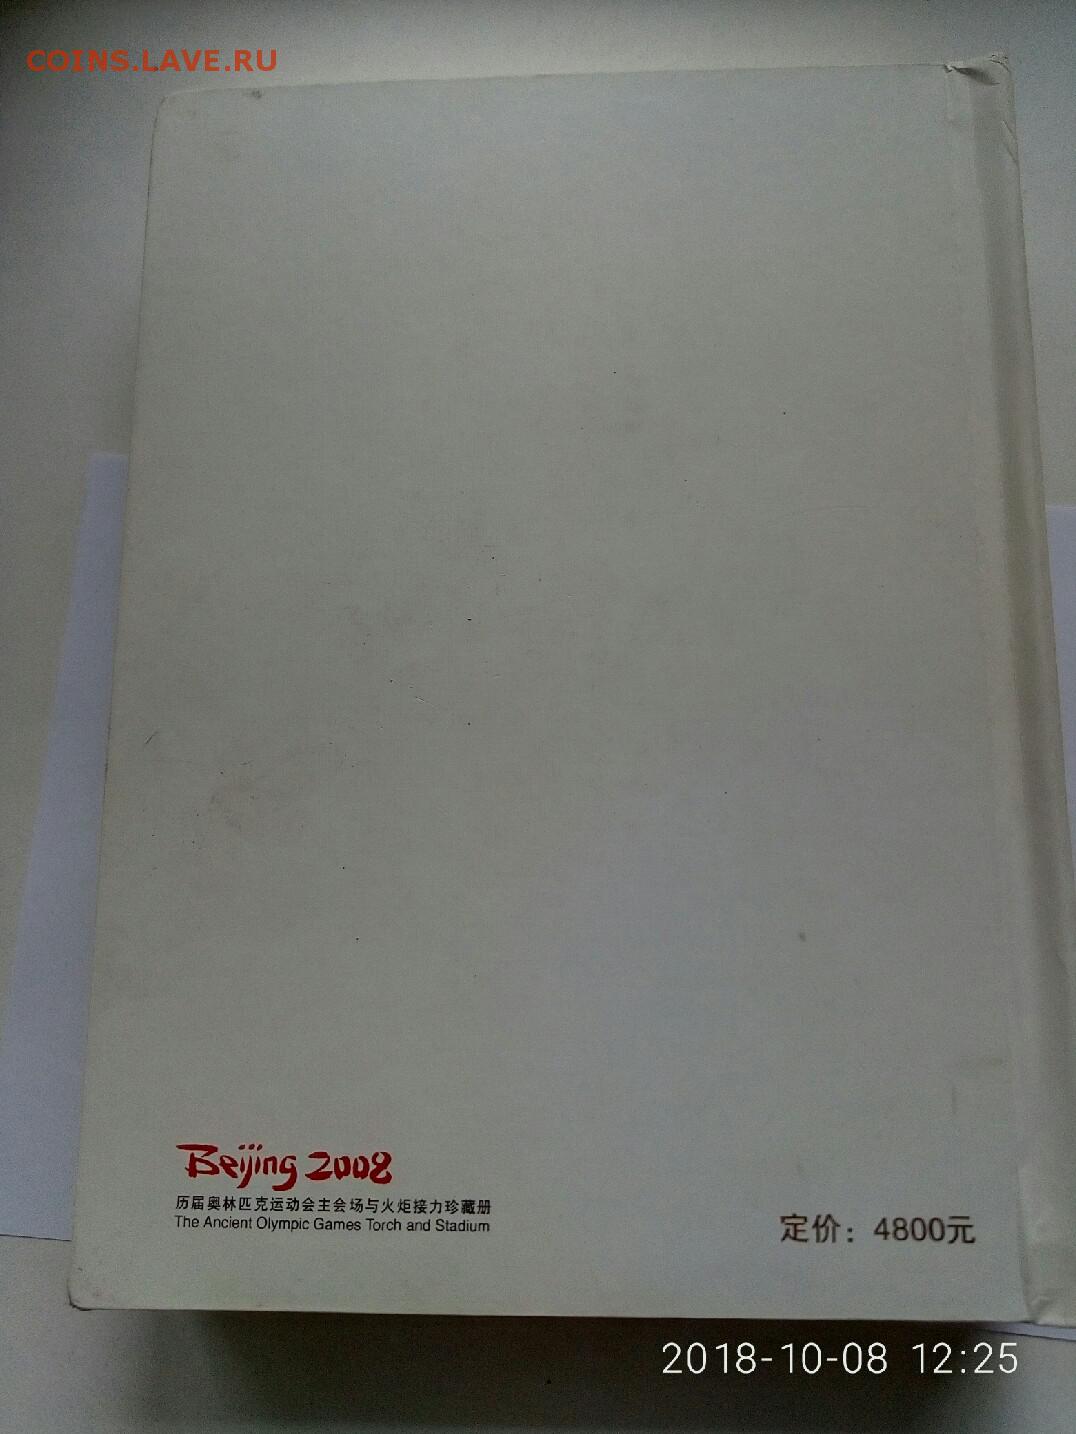 COINS.LAVE.RU
Beijing 2008
历届奥林匹克运动会主会场与火炬接力珍藏册
The Ancient Olympic Games Torch and Stadium
定价：4800元
2018-10-08 12:25